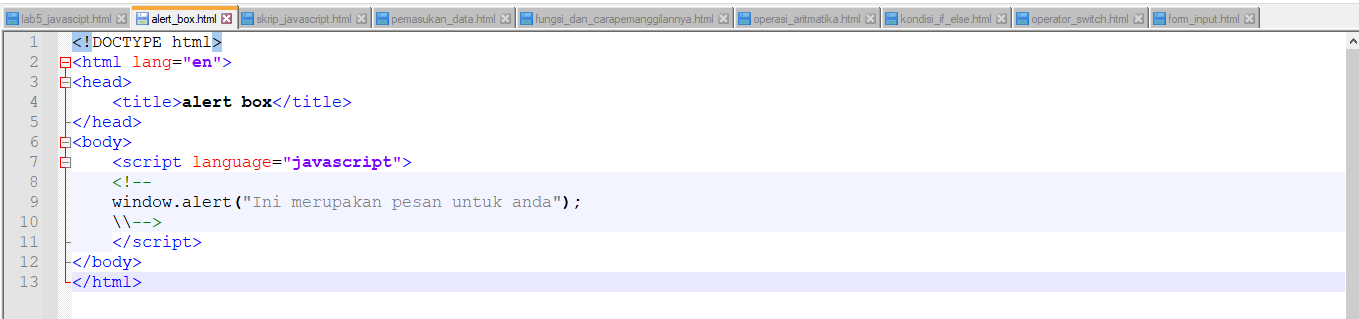 lab5_javascipt.html alert_box.html skrip_javascript.html pemasukan_data.html fungsi_dan_carapemanggilannya.html operasi_aritmatika.html kondisi_if_else.html operator_switch.html form_input.html
1 <!DOCTYPE html>
2 <html lang="en">
3 <head>
4 <title>alert box</title>
5 </head>
6 <body>
7 <script language="javascript">
8 <!--
9 window.alert("Ini merupakan pesan untuk anda");
10 \\-->
11 </script>
12 </body>
13 </html>